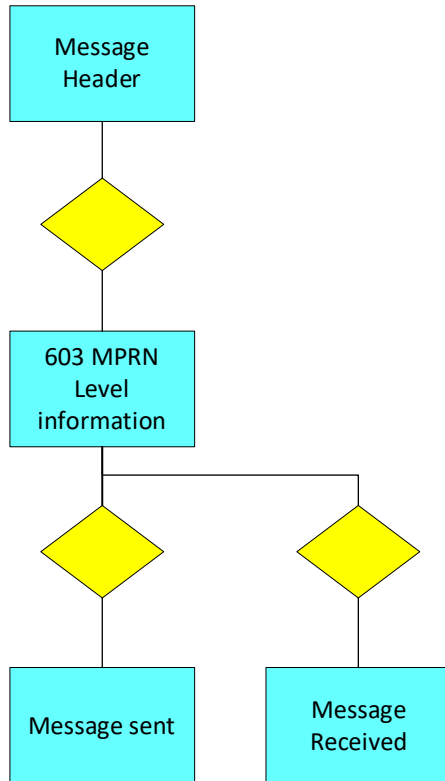 Message
Header
603 MPRN
Level
information
Message sent
Message
Received